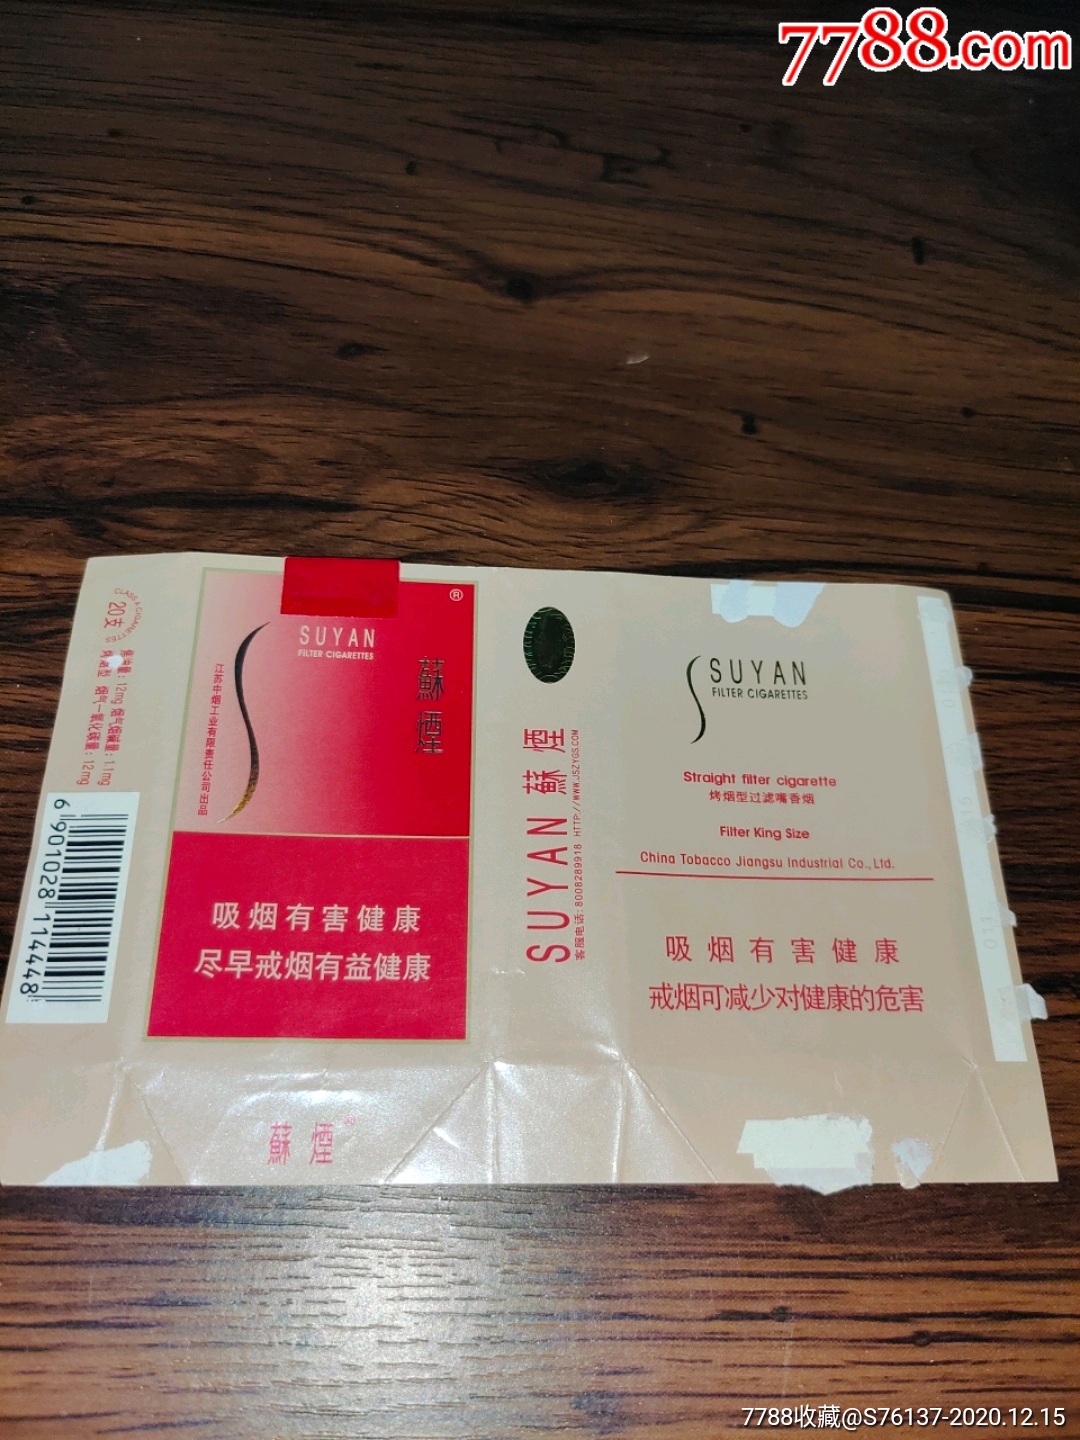 7788.com
CLASS A CIGARETTES
20支
焦油量：12mg 烟气烟碱量：1.1mg
烤烟型 烟气一氧化碳量：12mg
6 901028 114448
®
SUYAN
FILTER CIGARETTES
蘇煙
江苏中烟工业有限责任公司出品
吸烟有害健康
尽早戒烟有益健康
蘇煙
SUYAN 蘇煙
客服电话：8008289918 HTTP://WWW.JSZYGS.COM
SUYAN
FILTER CIGARETTES
Straight filter cigarette
烤烟型过滤嘴香烟
Filter King Size
China Tobacco Jiangsu Industrial Co., Ltd.
吸烟有害健康
戒烟可减少对健康的危害
7788收藏@S76137-2020.12.15